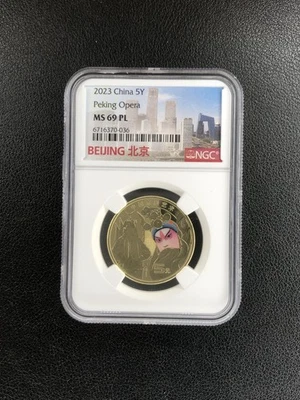 2023 China 5Y
Peking Opera
MS 69 PL
6716370-036
BEIJING 北京
NGC